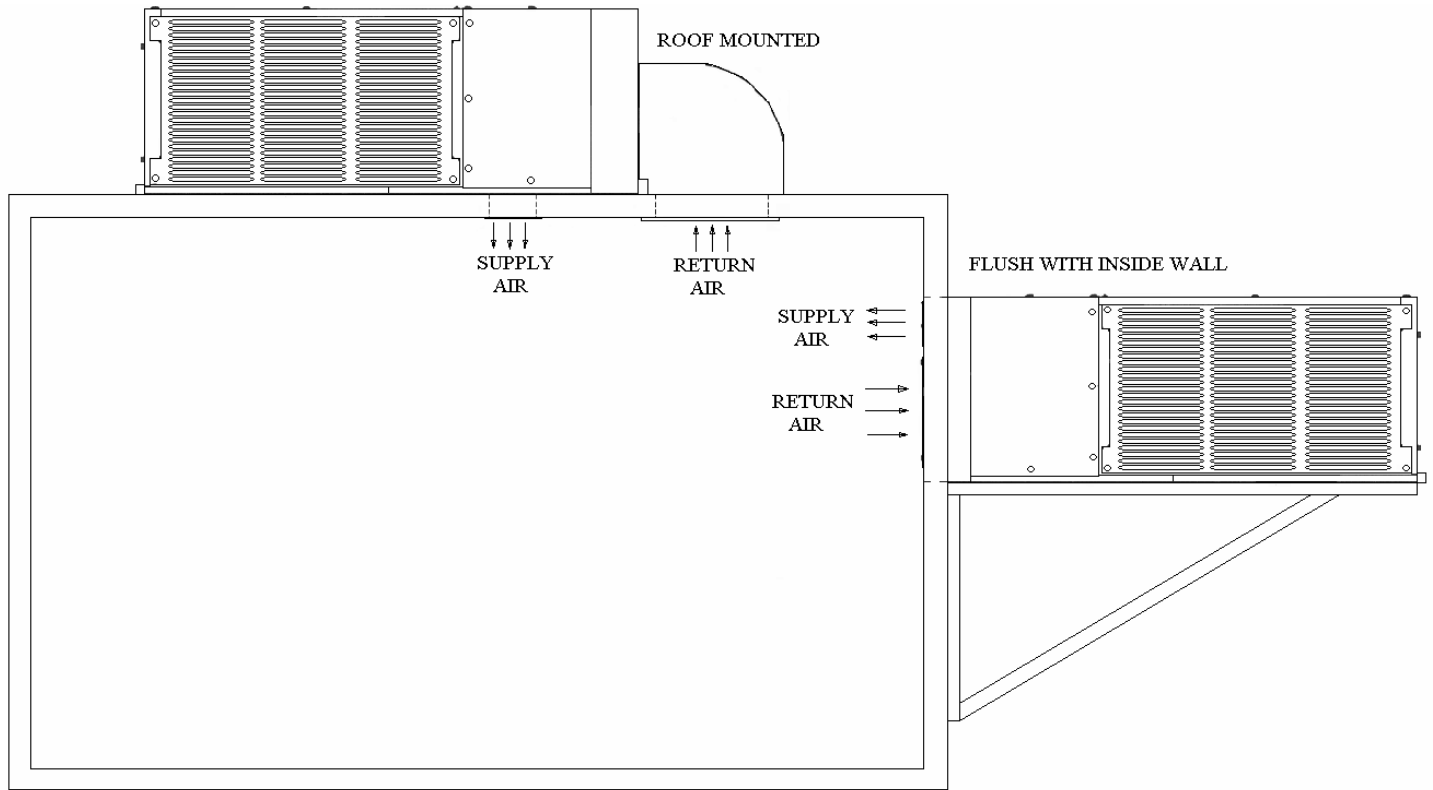 ROOF MOUNTED
SUPPLY
AIR
RETURN
AIR
FLUSH WITH INSIDE WALL
SUPPLY
AIR
RETURN
AIR